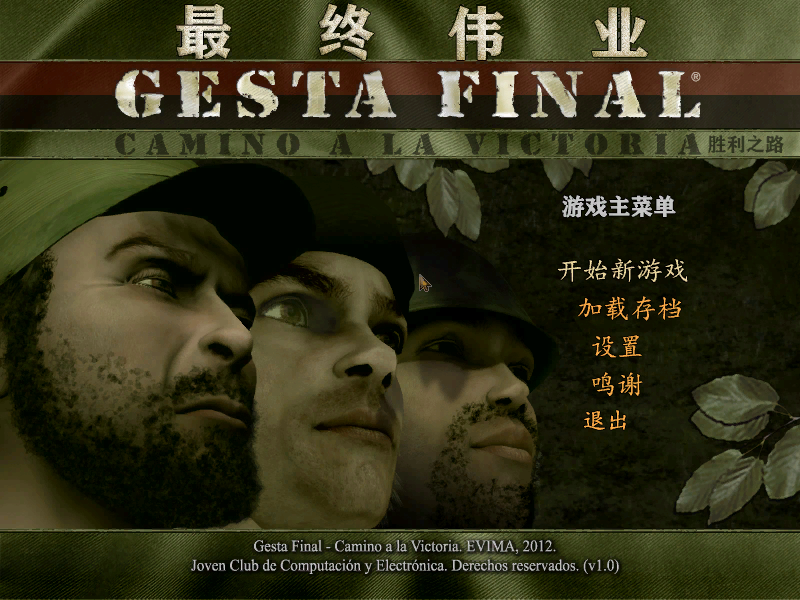 最终伟业
GESTA FINAL®
CAMINO A LA VICTORIA 胜利之路
游戏主菜单
开始新游戏
加载存档
设置
鸣谢
退出
Gesta Final - Camino a la Victoria. EVIMA, 2012.
Joven Club de Computación y Electrónica. Derechos reservados. (v1.0)